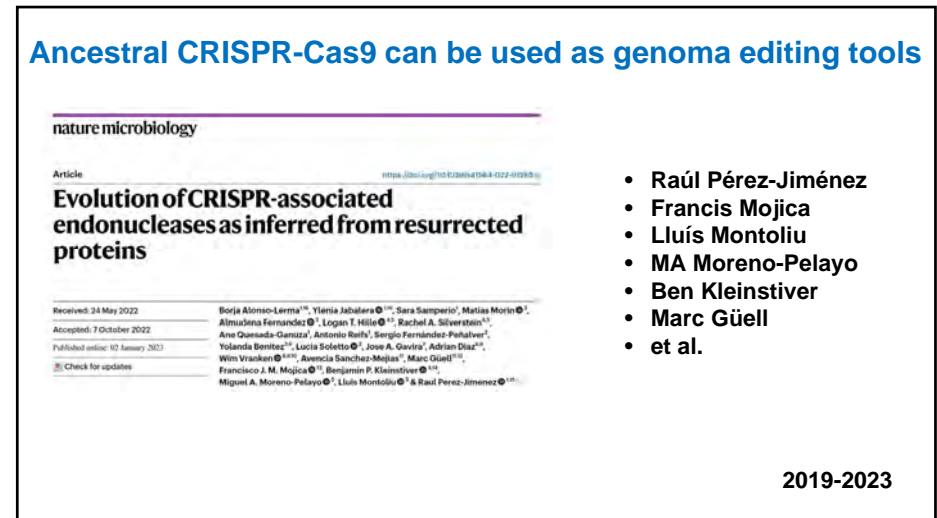 Ancestral CRISPR-Cas9 can be used as genoma editing tools
nature microbiology
Article
Evolution of CRISPR-associated
endonucleases as inferred from resurrected
proteins
Received: 24 May 2022
Accepted: 7 October 2022
Published online: 02 January 2023
Check for updates
Borja Alonso-Lerma, Ylenia Jabalera, Sara Samperio, Matias Morin,
Almudena Fernandez, Logan T. Hille, Rachel A. Silverstein,
Ane Quesada-Ganuza, Antonio Reifs, Sergio Fernández-Peñalver,
Yolanda Benitez, Lucia Soletto, Jose A. Gavira, Adrian Diaz,
Wim Vranken, Avencia Sanchez-Mejias, Marc Güell,
Francisco J. M. Mojica, Benjamin P. Kleinstiver,
Miguel A. Moreno-Pelayo, Lluis Montoliu & Raul Perez-Jimenez
• Raúl Pérez-Jiménez
• Francis Mojica
• Lluís Montoliu
• MA Moreno-Pelayo
• Ben Kleinstiver
• Marc Güell
• et al.
2019-2023